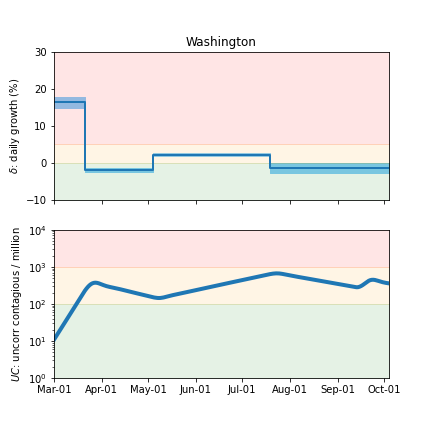 Washington
δ: daily growth (%)
30
20
10
0
−10
UC: uncorr contagious / million
10⁴
10³
10²
10¹
10⁰
Mar-01 Apr-01 May-01 Jun-01 Jul-01 Aug-01 Sep-01 Oct-01